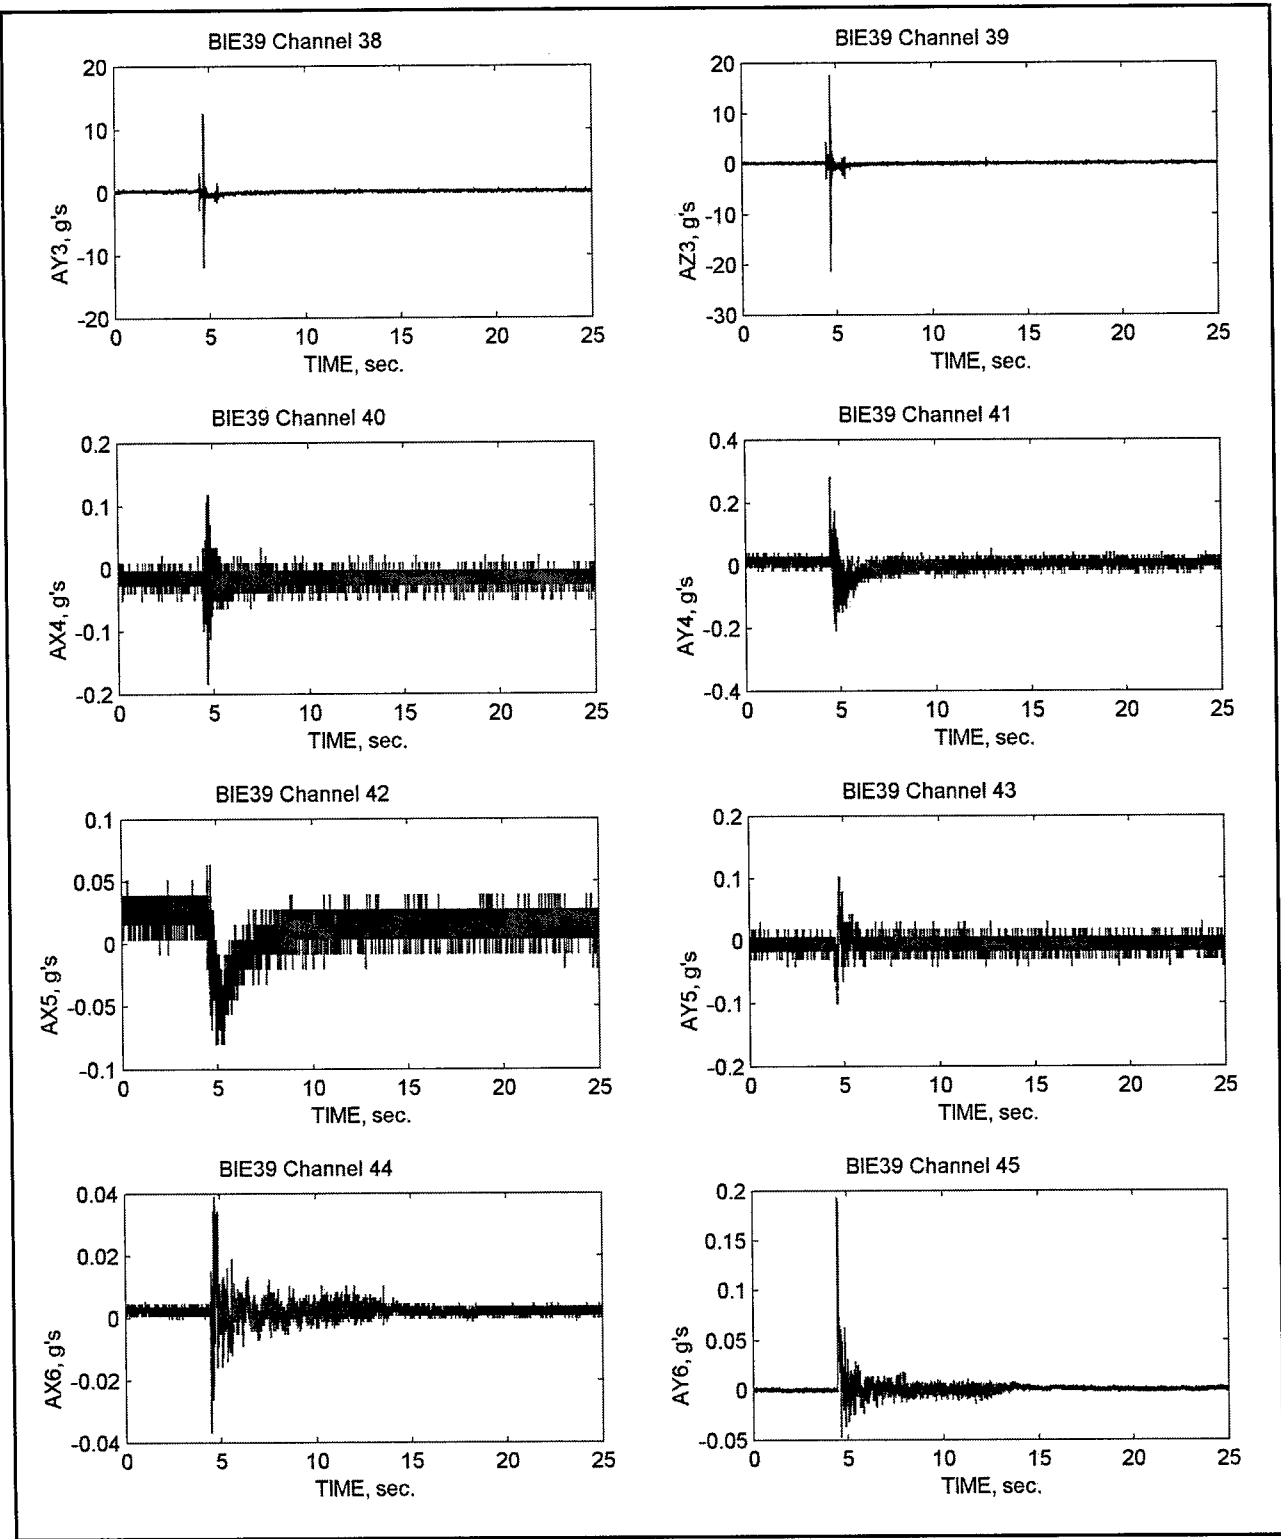 BIE39 Channel 38
20
10
0
-10
-20
AY3, g's
0 5 10 15 20 25
TIME, sec.
BIE39 Channel 39
20
10
0
-10
-20
-30
AZ3, g's
0 5 10 15 20 25
TIME, sec.
BIE39 Channel 40
0.2
0.1
0
-0.1
-0.2
AX4, g's
0 5 10 15 20 25
TIME, sec.
BIE39 Channel 41
0.4
0.2
0
-0.2
-0.4
AY4, g's
0 5 10 15 20 25
TIME, sec.
BIE39 Channel 42
0.1
0.05
0
-0.05
-0.1
AX5, g's
0 5 10 15 20 25
TIME, sec.
BIE39 Channel 43
0.2
0.1
0
-0.1
-0.2
AY5, g's
0 5 10 15 20 25
TIME, sec.
BIE39 Channel 44
0.04
0.02
0
-0.02
-0.04
AX6, g's
0 5 10 15 20 25
TIME, sec.
BIE39 Channel 45
0.2
0.15
0.1
0.05
0
-0.05
AY6, g's
0 5 10 15 20 25
TIME, sec.